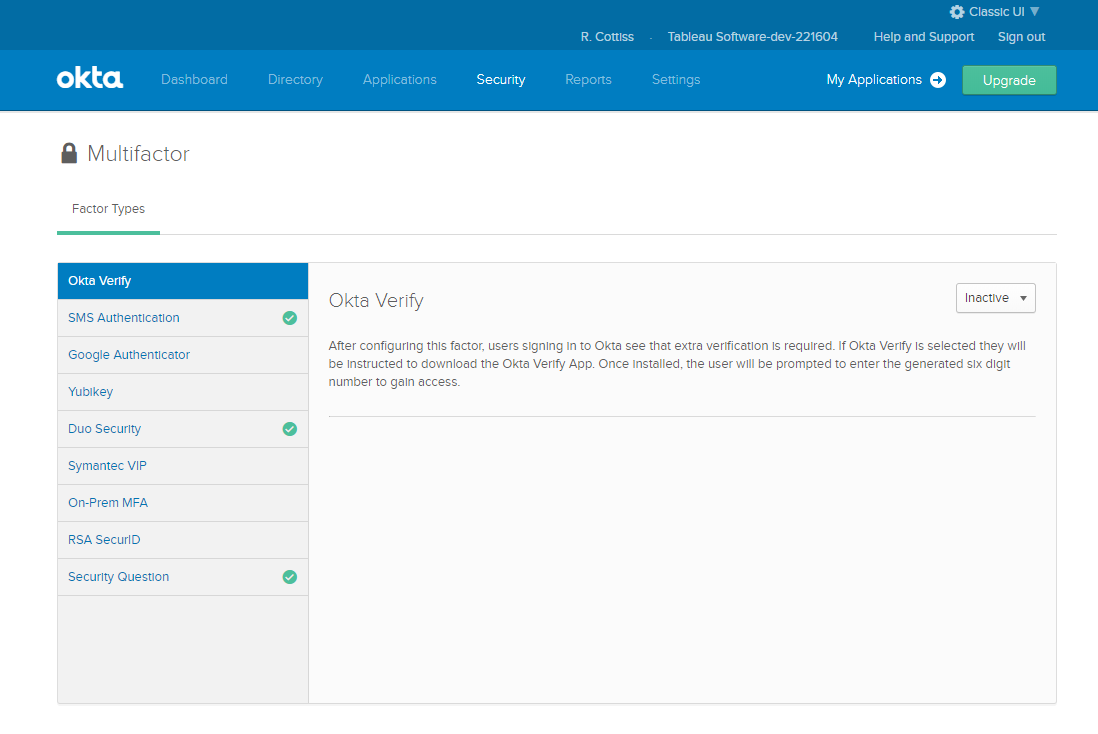 Classic UI
R. Cottiss · Tableau Software-dev-221604 Help and Support Sign out
okta Dashboard Directory Applications Security Reports Settings My Applications Upgrade
Multifactor
Factor Types
Okta Verify
SMS Authentication
Google Authenticator
Yubikey
Duo Security
Symantec VIP
On-Prem MFA
RSA SecurID
Security Question
Okta Verify
Inactive
After configuring this factor, users signing in to Okta see that extra verification is required. If Okta Verify is selected they will
be instructed to download the Okta Verify App. Once installed, the user will be prompted to enter the generated six digit
number to gain access.